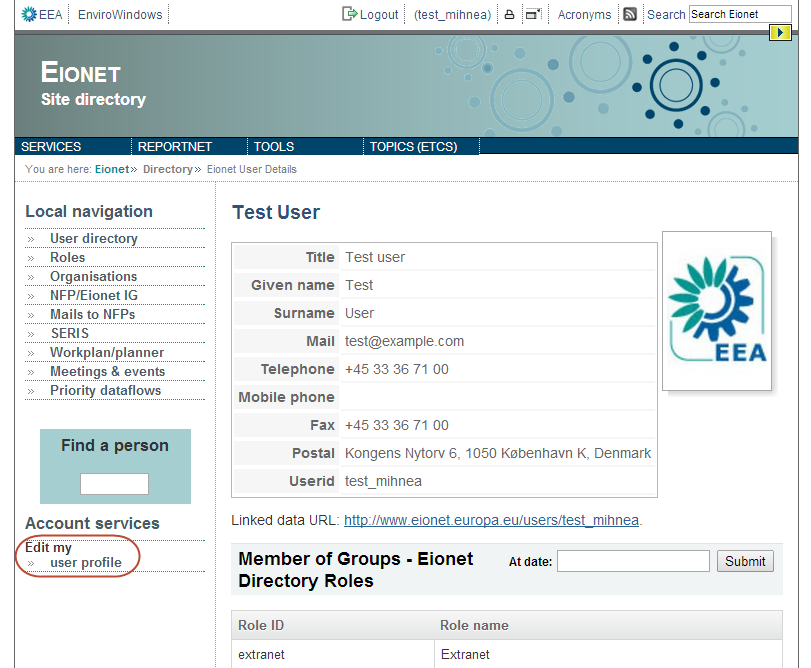 EEA EnviroWindows Logout (test_mihnea) Acronyms Search Search Eionet
EIONET
Site directory
SERVICES REPORTNET TOOLS TOPICS (ETCS)
You are here: Eionet» Directory» Eionet User Details
Local navigation
» User directory
» Roles
» Organisations
» NFP/Eionet IG
» Mails to NFPs
» SERIS
» Workplan/planner
» Meetings & events
» Priority dataflows
Find a person
Account services
Edit my
» user profile
Test User
Title Test user
Given name Test
Surname User
Mail test@example.com
Telephone +45 33 36 71 00
Mobile phone
Fax +45 33 36 71 00
Postal Kongens Nytorv 6, 1050 København K, Denmark
Userid test_mihnea
EEA
Linked data URL: http://www.eionet.europa.eu/users/test_mihnea.
Member of Groups - Eionet
Directory Roles
At date: Submit
Role ID Role name
extranet Extranet